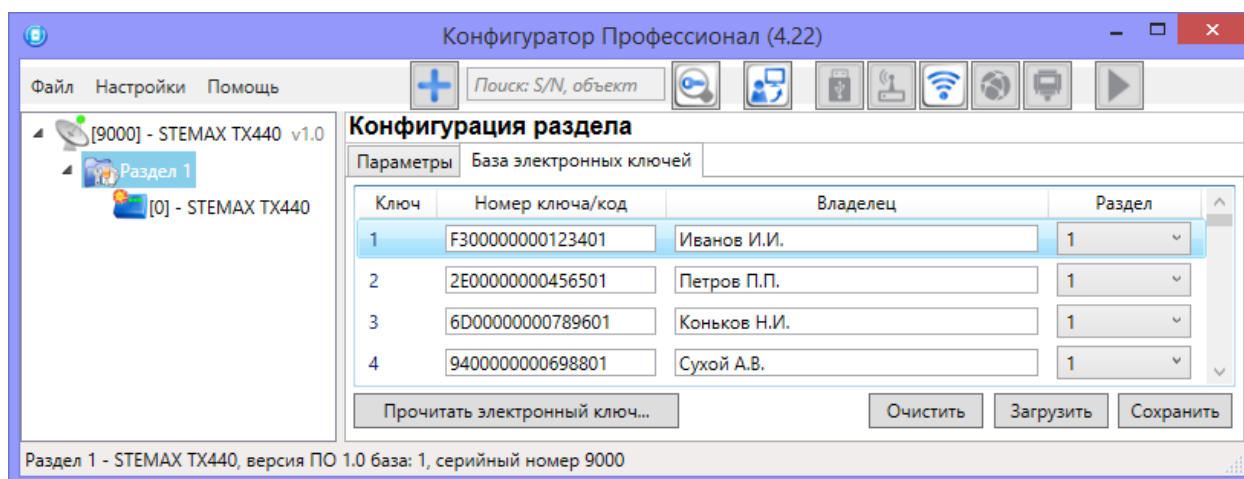 Конфигуратор Профессионал (4.22)
Файл Настройки Помощь Поиск: S/N, объект
[9000] - STEMAX TX440 v1.0
Раздел 1
[0] - STEMAX TX440
Конфигурация раздела
Параметры База электронных ключей
Ключ Номер ключа/код Владелец Раздел
1 F300000000123401 Иванов И.И. 1
2 2E00000000456501 Петров П.П. 1
3 6D00000000789601 Коньков Н.И. 1
4 9400000000698801 Сухой А.В. 1
Прочитать электронный ключ... Очистить Загрузить Сохранить
Раздел 1 - STEMAX TX440, версия ПО 1.0 база: 1, серийный номер 9000